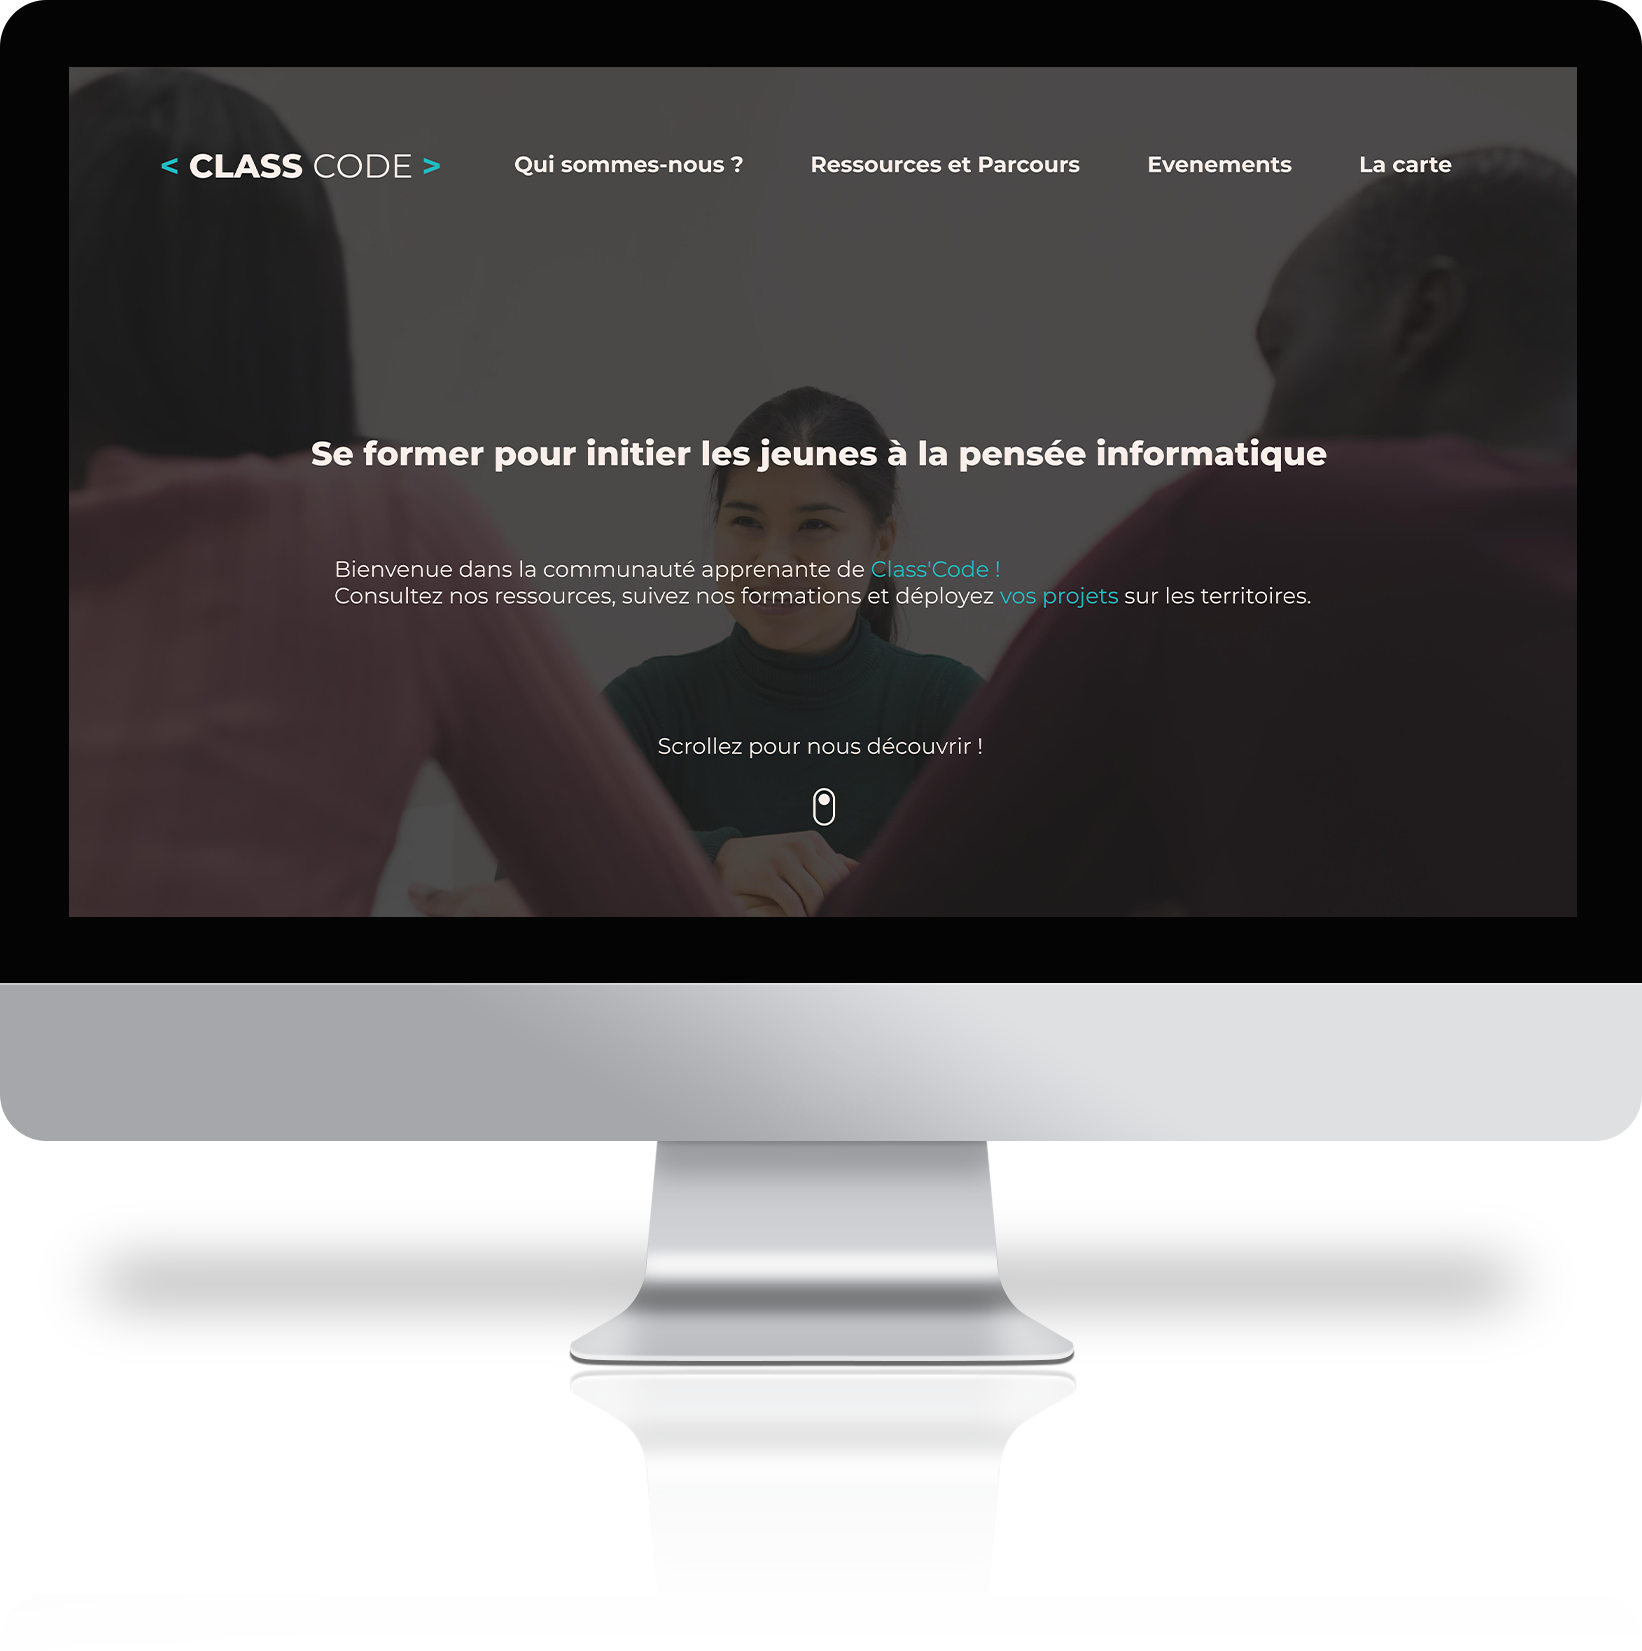 < CLASS CODE >
Qui sommes-nous ?
Ressources et Parcours
Evenements
La carte
Se former pour initier les jeunes à la pensée informatique
Bienvenue dans la communauté apprenante de Class'Code !
Consultez nos ressources, suivez nos formations et déployez vos projets sur les territoires.
Scrollez pour nous découvrir !